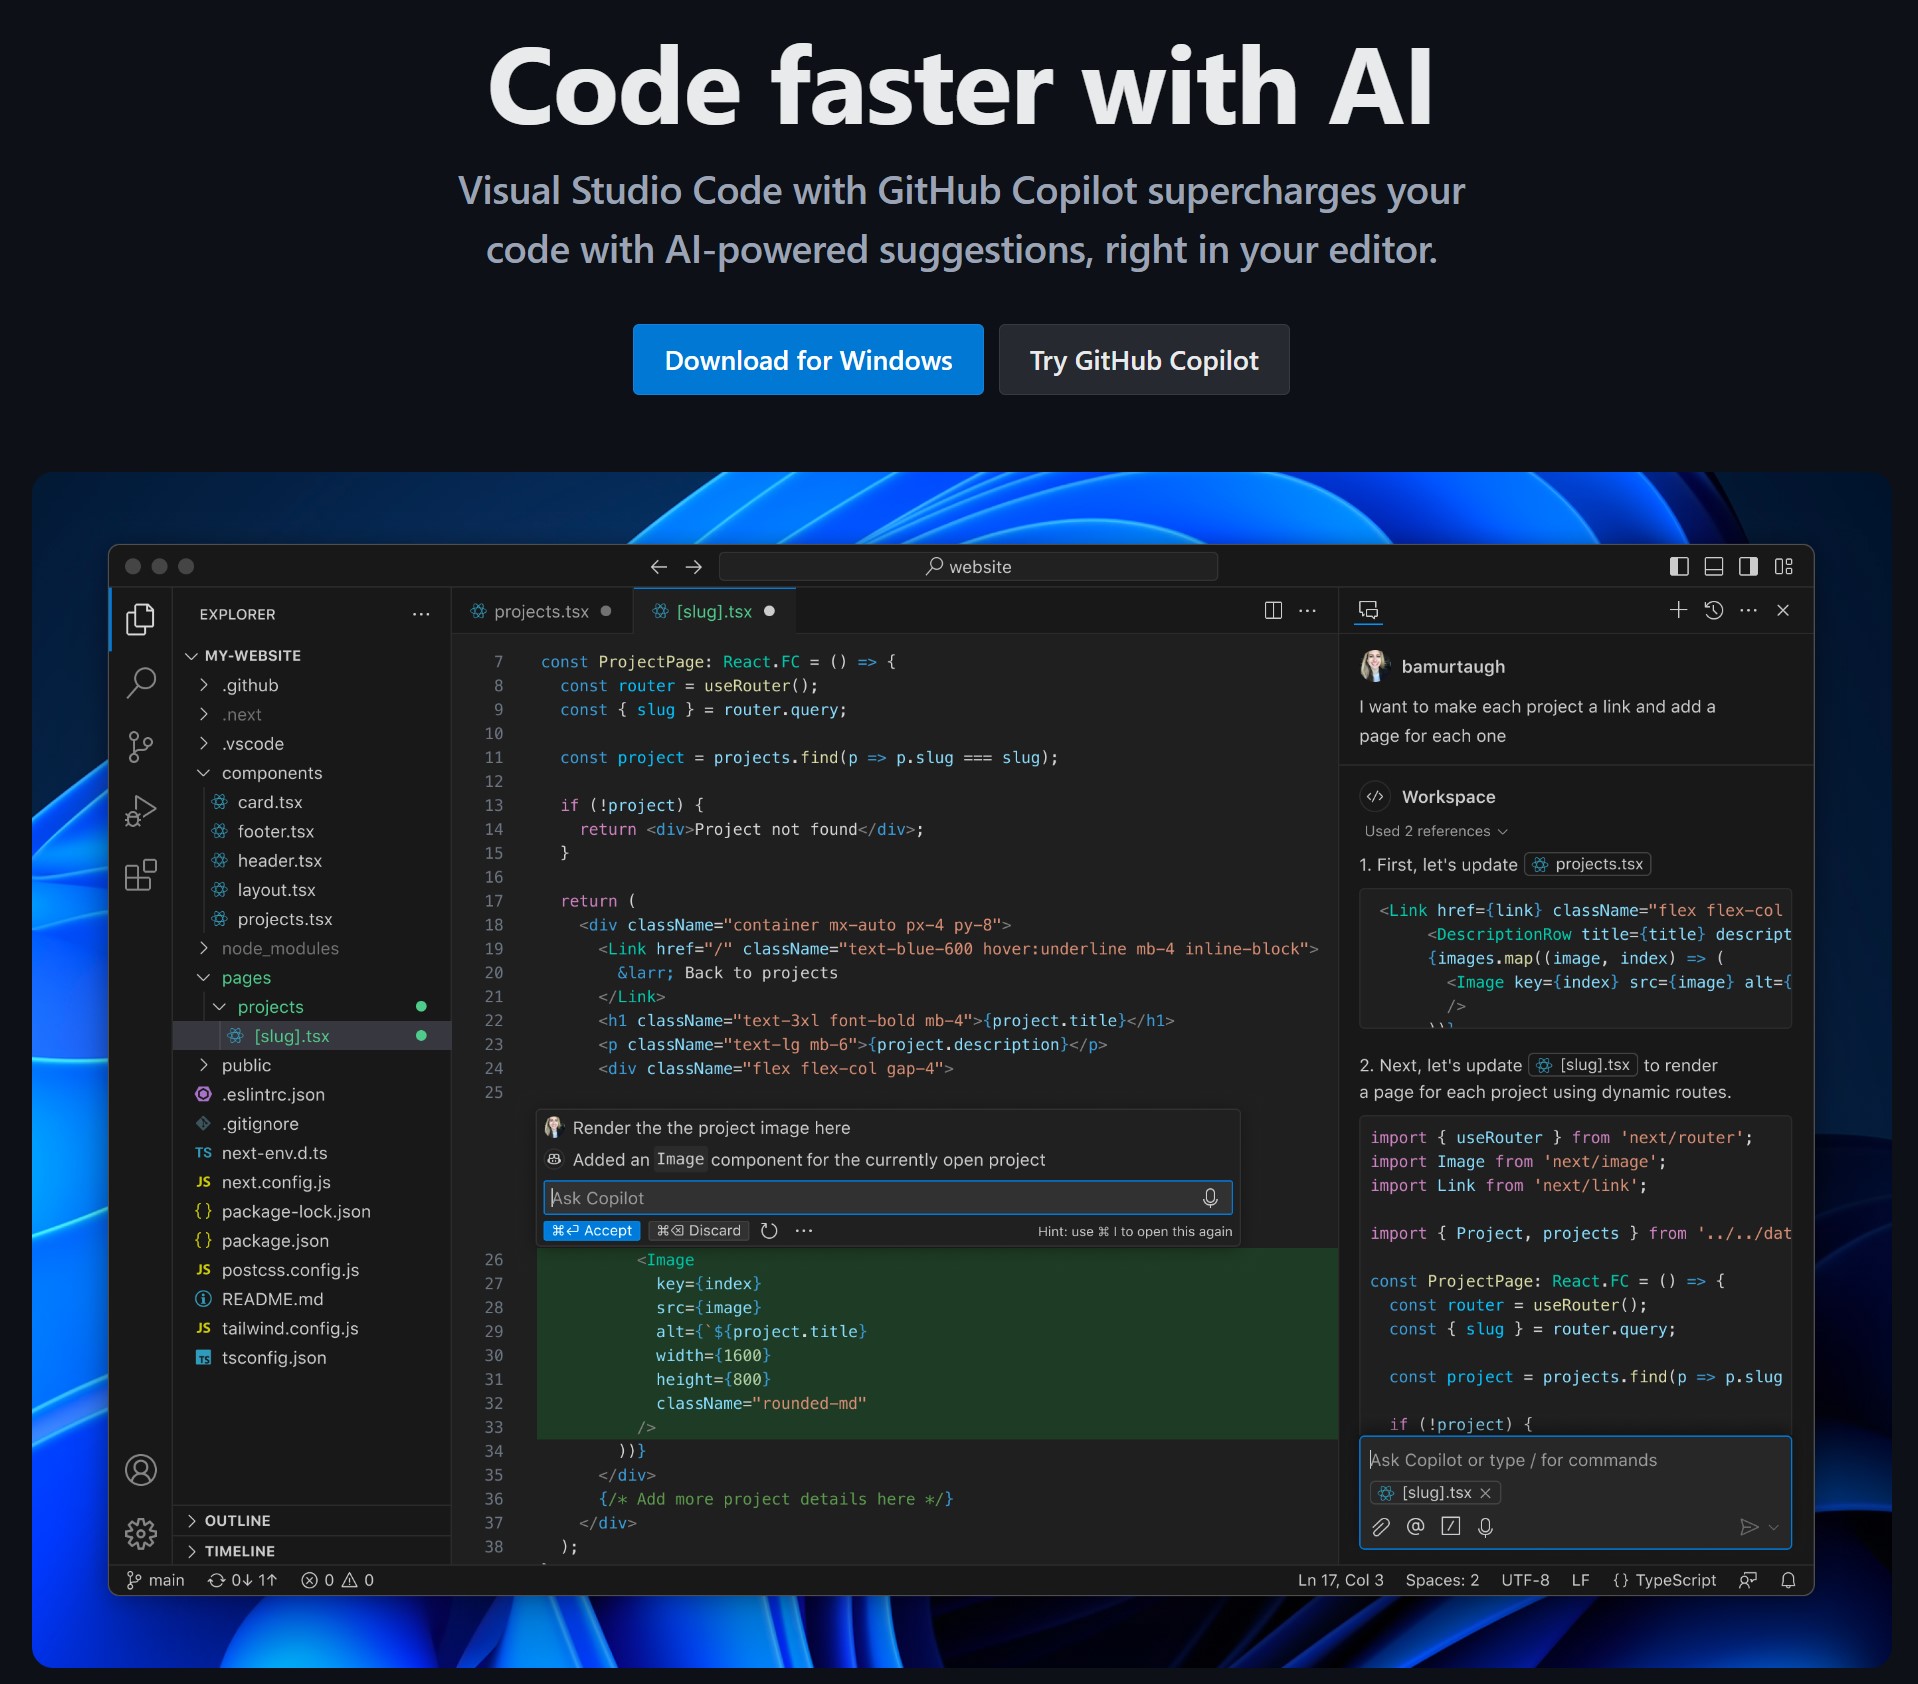 Code faster with AI
Visual Studio Code with GitHub Copilot supercharges your
code with AI-powered suggestions, right in your editor.
Download for Windows
Try GitHub Copilot
website
EXPLORER
MY-WEBSITE
.github
.next
.vscode
components
card.tsx
footer.tsx
header.tsx
layout.tsx
projects.tsx
node_modules
pages
projects
[slug].tsx
public
.eslintrc.json
.gitignore
TS next-env.d.ts
JS next.config.js
{} package-lock.json
{} package.json
JS postcss.config.js
README.md
JS tailwind.config.js
TS tsconfig.json
OUTLINE
TIMELINE
projects.tsx
[slug].tsx
7 const ProjectPage: React.FC = () => {
8 const router = useRouter();
9 const { slug } = router.query;
10
11 const project = projects.find(p => p.slug === slug);
12
13 if (!project) {
14 return <div>Project not found</div>;
15 }
16
17 return (
18 <div className="container mx-auto px-4 py-8">
19 <Link href="/" className="text-blue-600 hover:underline mb-4 inline-block">
20 &larr; Back to projects
21 </Link>
22 <h1 className="text-3xl font-bold mb-4">{project.title}</h1>
23 <p className="text-lg mb-6">{project.description}</p>
24 <div className="flex flex-col gap-4">
25
Render the the project image here
Added an Image component for the currently open project
Ask Copilot
⌘⏎ Accept
⌘⌫ Discard
Hint: use ⌘ I to open this again
26 <Image
27 key={index}
28 src={image}
29 alt={`${project.title}
30 width={1600}
31 height={800}
32 className="rounded-md"
33 />
34 ))}
35 </div>
36 {/* Add more project details here */}
37 </div>
38 );
bamurtaugh
I want to make each project a link and add a
page for each one
Workspace
Used 2 references
1. First, let's update projects.tsx
<Link href={link} className="flex flex-col
<DescriptionRow title={title} descript
{images.map((image, index) => (
<Image key={index} src={image} alt={
/>
))}
2. Next, let's update [slug].tsx to render
a page for each project using dynamic routes.
import { useRouter } from 'next/router';
import Image from 'next/image';
import Link from 'next/link';
import { Project, projects } from '../../dat
const ProjectPage: React.FC = () => {
const router = useRouter();
const { slug } = router.query;
const project = projects.find(p => p.slug
if (!project) {
Ask Copilot or type / for commands
[slug].tsx
main
0↓ 1↑
0
0
Ln 17, Col 3
Spaces: 2
UTF-8
LF
{} TypeScript